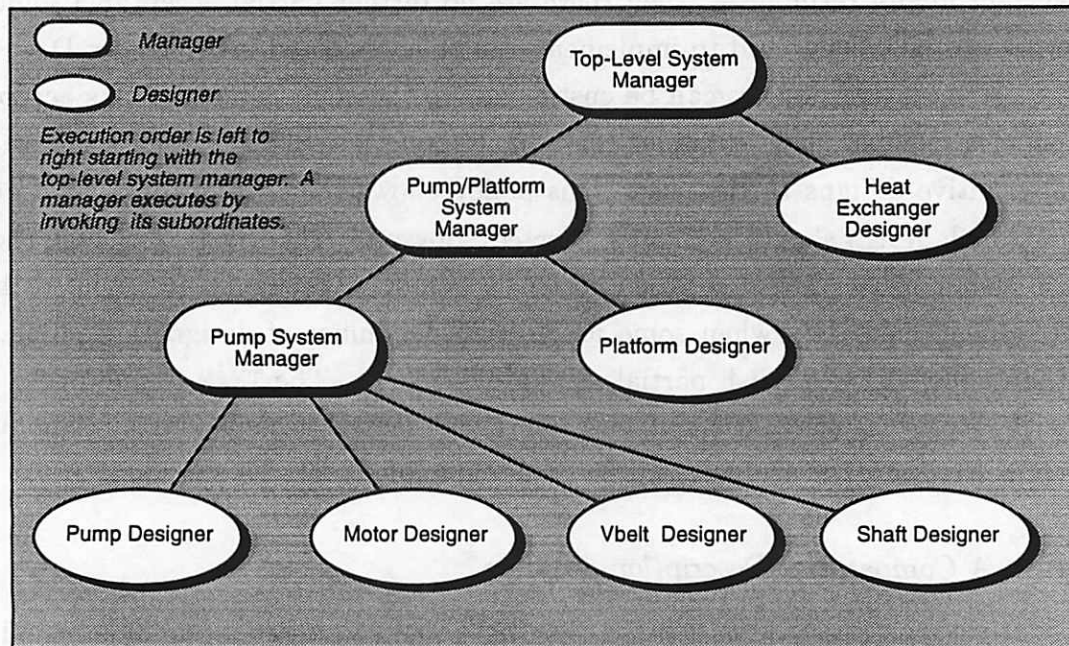 Manager
Designer
Execution order is left to
right starting with the
top-level system manager. A
manager executes by
invoking its subordinates.
Top-Level System
Manager
Pump/Platform
System
Manager
Heat
Exchanger
Designer
Pump System
Manager
Platform Designer
Pump Designer
Motor Designer
Vbelt Designer
Shaft Designer